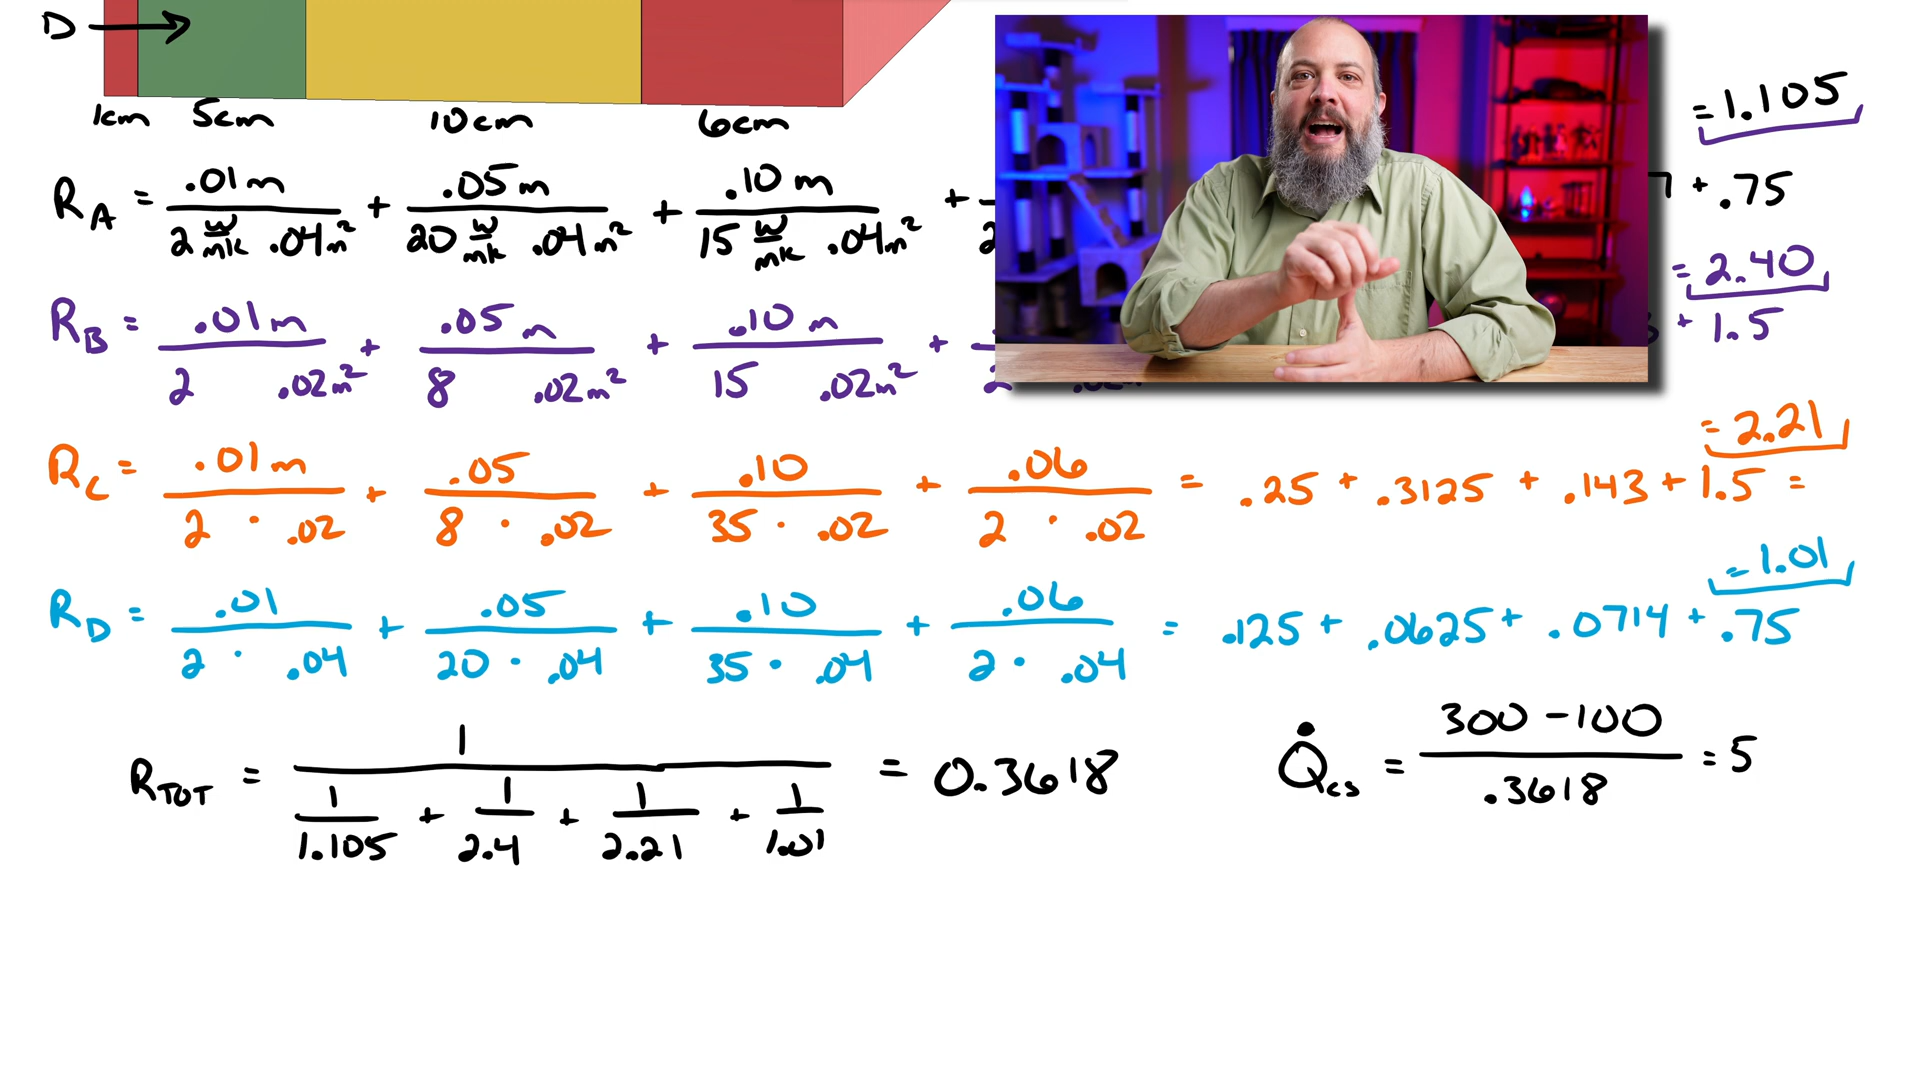 D
1cm 5cm 10cm 6cm
= 1.105
R_A = .01m / (2 W/mk .04m²) + .05m / (20 W/mk .04m²) + .10m / (15 W/mk .04m²) + + .75
= 2.40
R_B = .01m / (2 .02m²) + .05m / (8 .02m²) + .10m / (15 .02m²) + + 1.5
= 2.21
R_C = .01m / (2 · .02) + .05 / (8 · .02) + .10 / (35 · .02) + .06 / (2 · .02) = .25 + .3125 + .143 + 1.5 =
= 1.01
R_D = .01 / (2 · .04) + .05 / (20 · .04) + .10 / (35 · .04) + .06 / (2 · .04) = .125 + .0625 + .0714 + .75
R_TOT = 1 / (1/1.105 + 1/2.4 + 1/2.21 + 1/1.01) = 0.3618
Q̇_cs = (300 - 100) / .3618 = 5